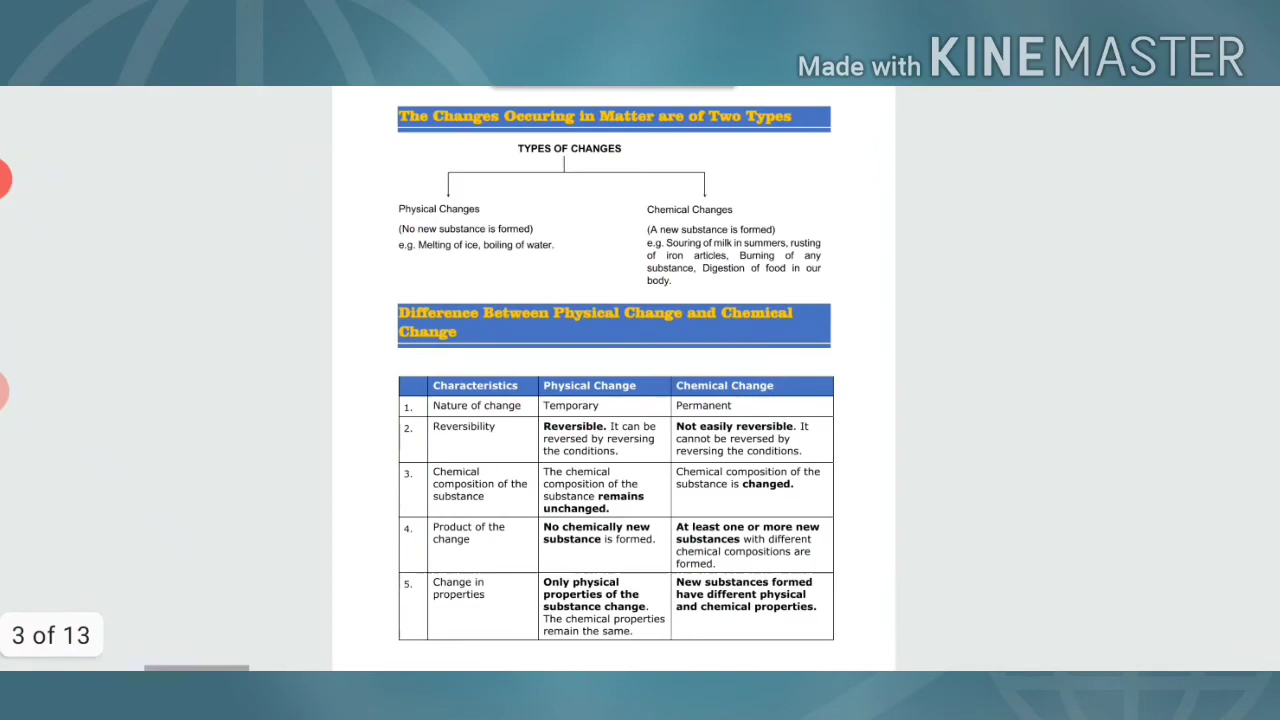 Made with KINEMASTER
The Changes Occuring in Matter are of Two Types
TYPES OF CHANGES
Physical Changes
(No new substance is formed)
e.g. Melting of ice, boiling of water.
Chemical Changes
(A new substance is formed)
e.g. Souring of milk in summers, rusting
of iron articles, Burning of any
substance, Digestion of food in our
body.
Difference Between Physical Change and Chemical
Change
Characteristics Physical Change Chemical Change
1. Nature of change Temporary Permanent
2. Reversibility
Reversible. It can be
reversed by reversing
the conditions.
Not easily reversible. It
cannot be reversed by
reversing the conditions.
3. Chemical
composition of the
substance
The chemical
composition of the
substance remains
unchanged.
Chemical composition of the
substance is changed.
4. Product of the
change
No chemically new
substance is formed.
At least one or more new
substances with different
chemical compositions are
formed.
5. Change in
properties
Only physical
properties of the
substance change.
The chemical properties
remain the same.
New substances formed
have different physical
and chemical properties.
3 of 13